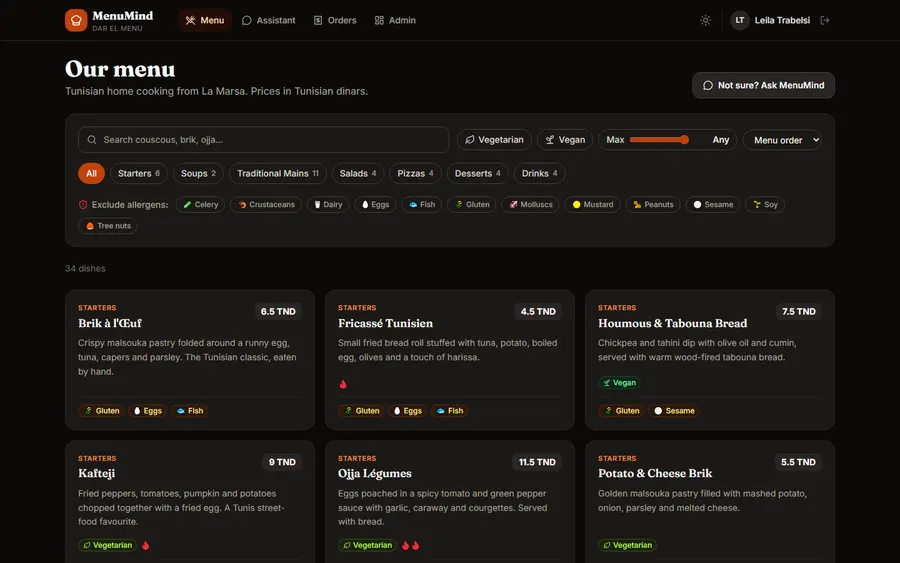 MenuMind
DAR EL MENU
Menu
Assistant
Orders
Admin
LT
Leila Trabelsi
Our menu
Tunisian home cooking from La Marsa. Prices in Tunisian dinars.
Not sure? Ask MenuMind
Search couscous, brik, ojja...
Vegetarian
Vegan
Max
Any
Menu order
All
Starters 6
Soups 2
Traditional Mains 11
Salads 4
Pizzas 4
Desserts 4
Drinks 4
Exclude allergens:
Celery
Crustaceans
Dairy
Eggs
Fish
Gluten
Molluscs
Mustard
Peanuts
Sesame
Soy
Tree nuts
34 dishes
STARTERS
Brik à l'Œuf
6.5 TND
Crispy malsouka pastry folded around a runny egg,
tuna, capers and parsley. The Tunisian classic, eaten
by hand.
Gluten
Eggs
Fish
STARTERS
Fricassé Tunisien
4.5 TND
Small fried bread roll stuffed with tuna, potato, boiled
egg, olives and a touch of harissa.
Gluten
Eggs
Fish
STARTERS
Houmous & Tabouna Bread
7.5 TND
Chickpea and tahini dip with olive oil and cumin,
served with warm wood-fired tabouna bread.
Vegan
Gluten
Sesame
STARTERS
Kafteji
9 TND
Fried peppers, tomatoes, pumpkin and potatoes
chopped together with a fried egg. A Tunis street-
food favourite.
Vegetarian
STARTERS
Ojja Légumes
11.5 TND
Eggs poached in a spicy tomato and green pepper
sauce with garlic, caraway and courgettes. Served
with bread.
Vegetarian
STARTERS
Potato & Cheese Brik
5.5 TND
Golden malsouka pastry filled with mashed potato,
onion, parsley and melted cheese.
Vegetarian